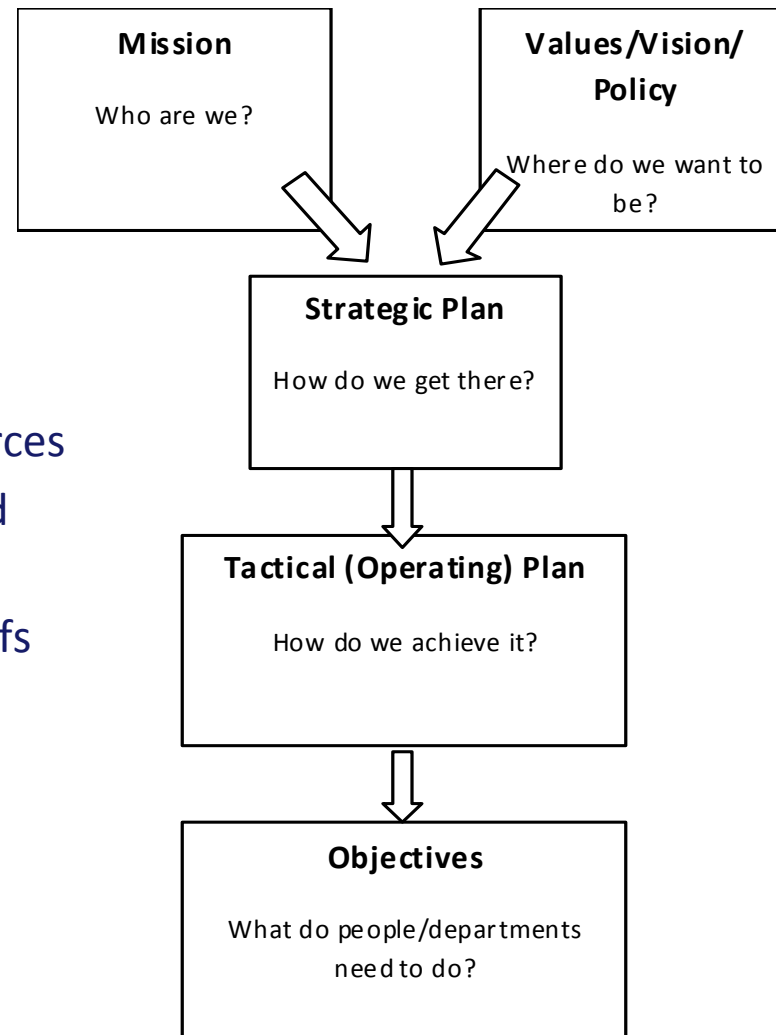 Mission
Who are we?
Values/Vision/
Policy
Where do we want to
be?
Strategic Plan
How do we get there?
Tactical (Operating) Plan
How do we achieve it?
Objectives
What do people/departments
need to do?